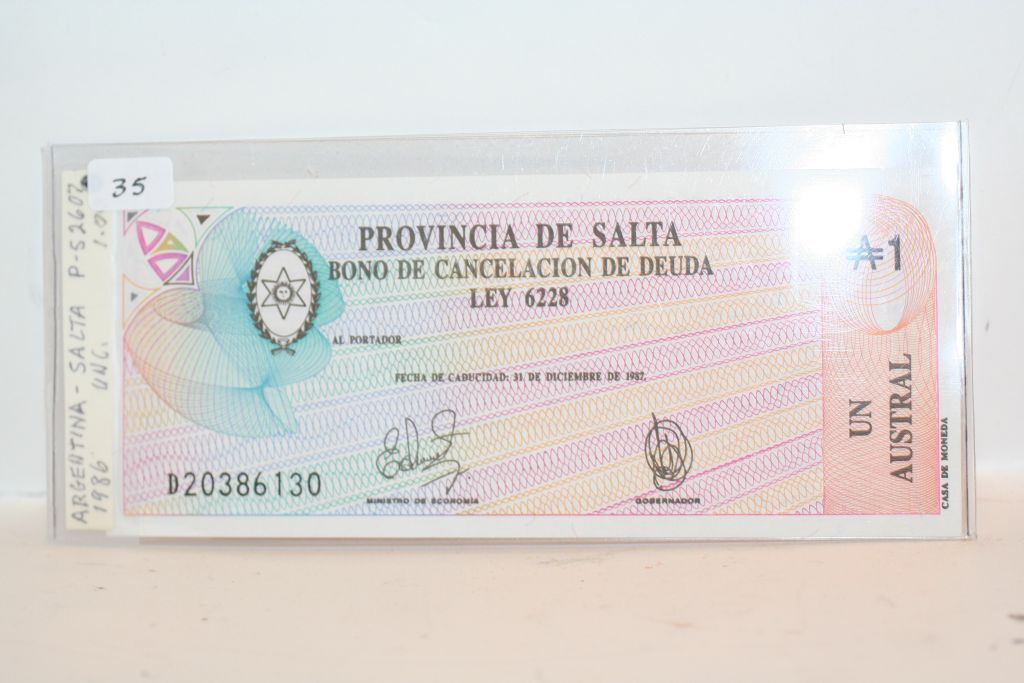 35
ARGENTINA - SALTA P-S2602
1986 UNC.
PROVINCIA DE SALTA
BONO DE CANCELACION DE DEUDA
LEY 6228
AL PORTADOR
FECHA DE CADUCIDAD: 31 DE DICIEMBRE DE 1987.
D20386130
MINISTRO DE ECONOMIA
GOBERNADOR
₳1
UN
AUSTRAL
CASA DE MONEDA